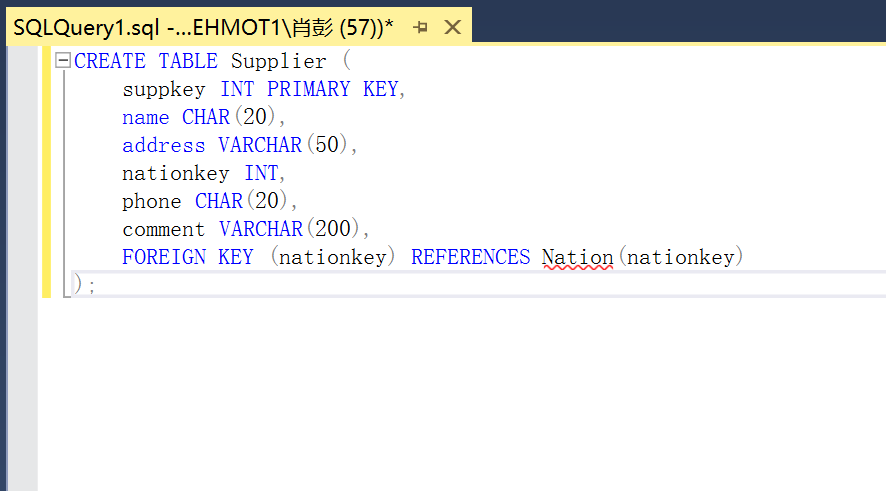 SQLQuery1.sql -...EHMOT1\肖彭 (57))*
CREATE TABLE Supplier (
    suppkey INT PRIMARY KEY,
    name CHAR(20),
    address VARCHAR(50),
    nationkey INT,
    phone CHAR(20),
    comment VARCHAR(200),
    FOREIGN KEY (nationkey) REFERENCES Nation(nationkey)
);